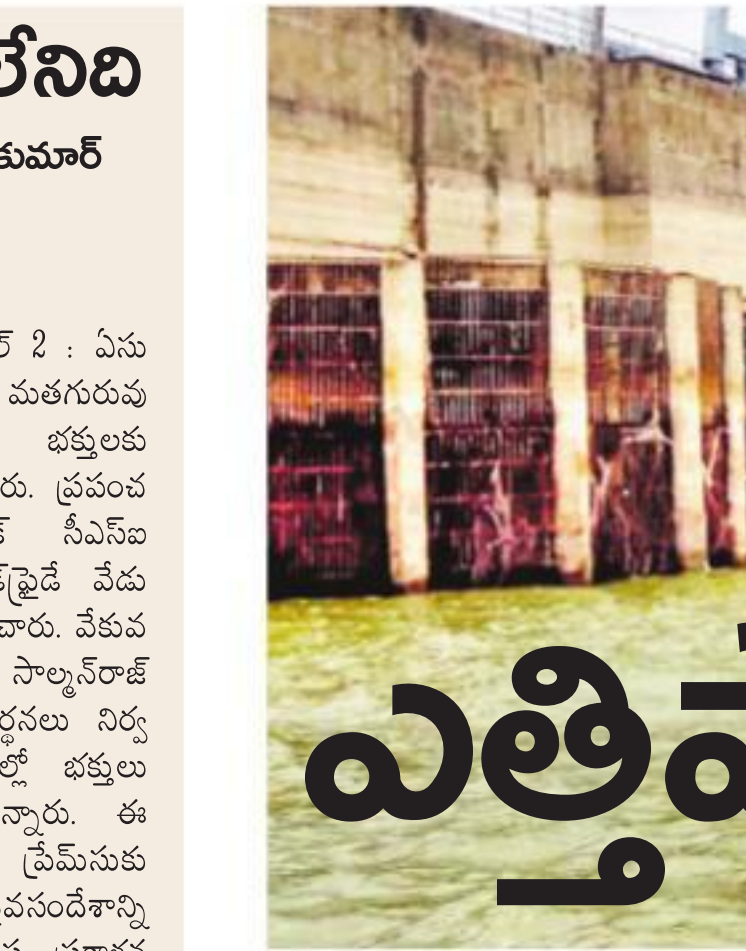 లేనిది
కుమార్
2 : ఏసు
మతగురువు
భక్తులకు
రు. ప్రపంచ
సీఎస్ఐ
వేడు
చారు. వేకువ
సాల్మన్‌రాజ్
ర్థనలు నిర్వ
ల్లో భక్తులు
న్నారు. ఈ
ప్రేమ్‌సుకు
వసందేశాన్ని
ఎత్తి